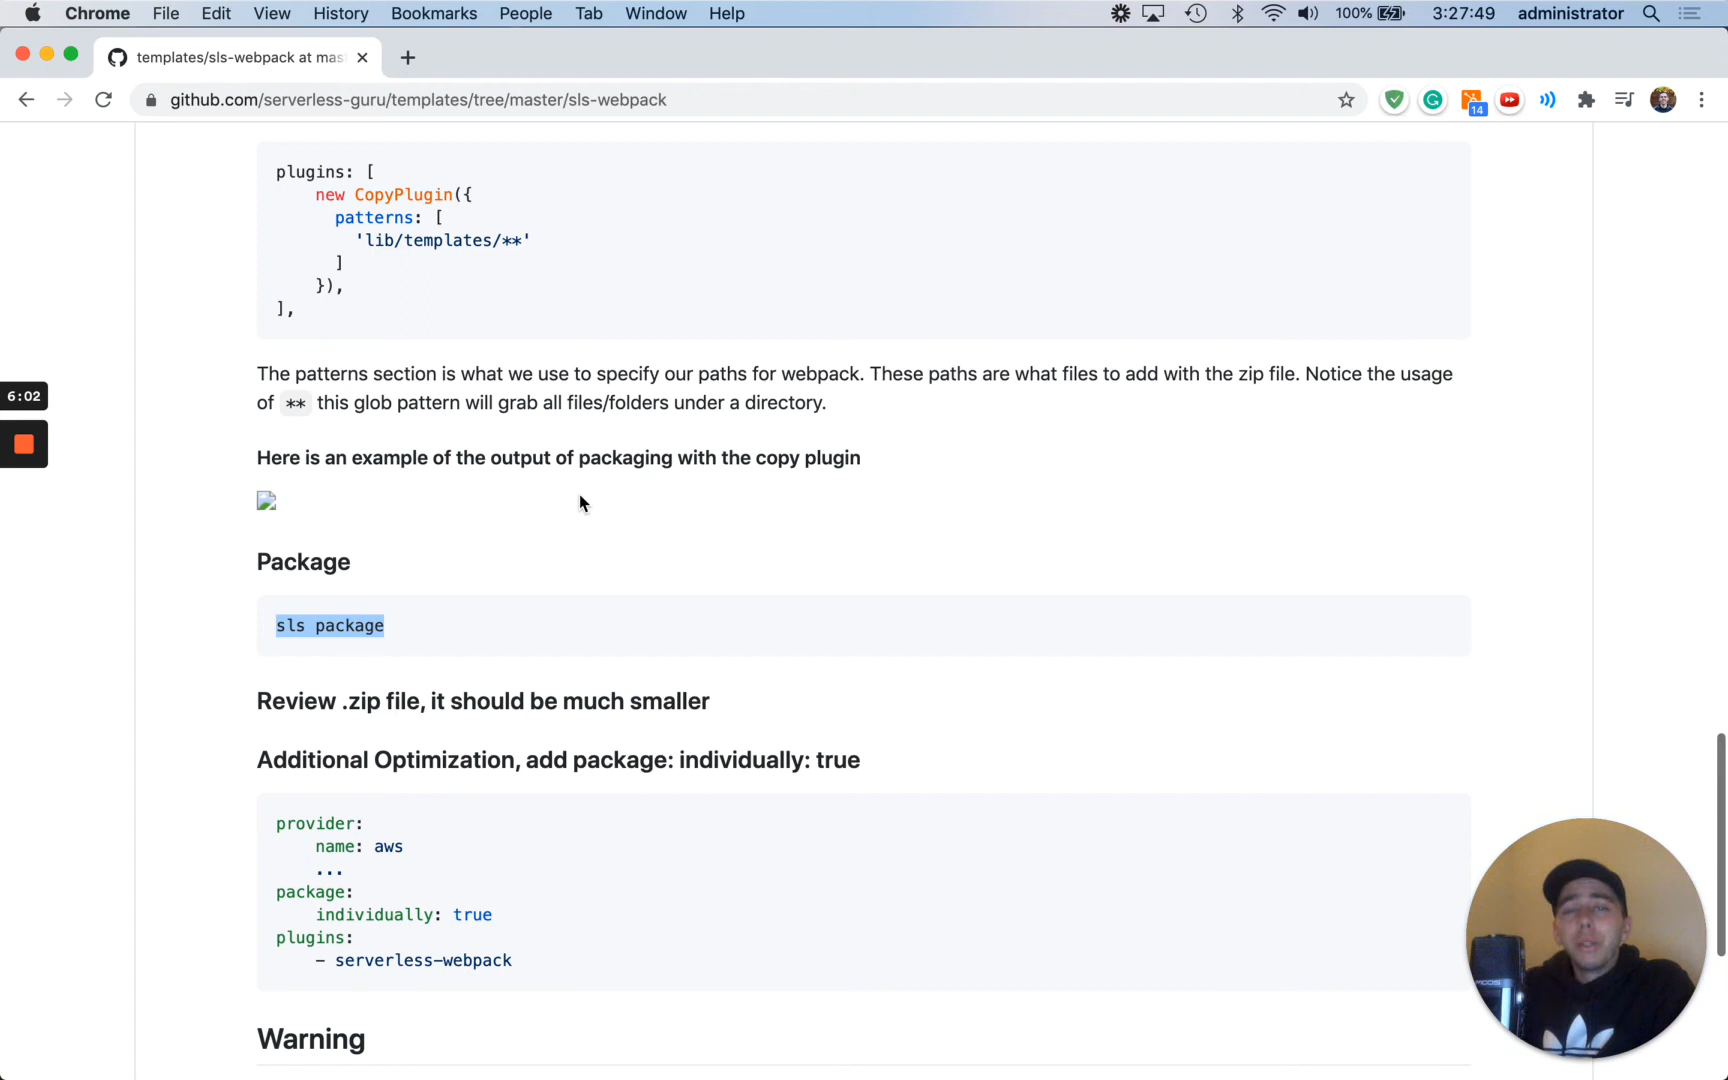 Chrome File Edit View History Bookmarks People Tab Window Help 100% 3:27:49 administrator
templates/sls-webpack at mas
github.com/serverless-guru/templates/tree/master/sls-webpack
14
plugins: [
new CopyPlugin({
patterns: [
'lib/templates/**'
]
}),
],
The patterns section is what we use to specify our paths for webpack. These paths are what files to add with the zip file. Notice the usage
of ** this glob pattern will grab all files/folders under a directory.
6:02
Here is an example of the output of packaging with the copy plugin
Package
sls package
Review .zip file, it should be much smaller
Additional Optimization, add package: individually: true
provider:
name: aws
...
package:
individually: true
plugins:
- serverless-webpack
Warning